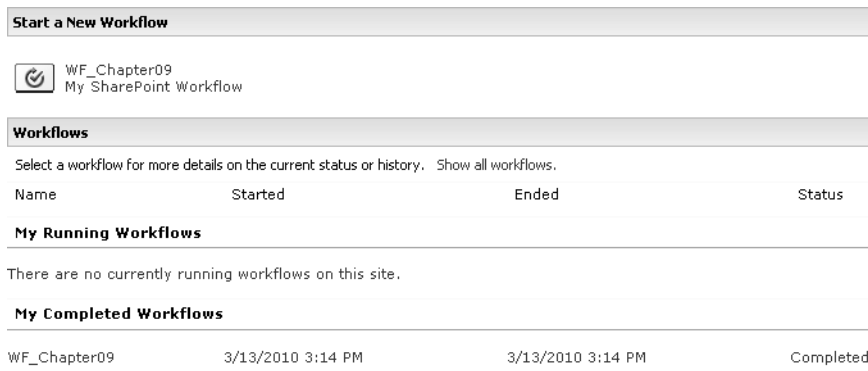 Start a New Workflow
WF_Chapter09
My SharePoint Workflow
Workflows
Select a workflow for more details on the current status or history. Show all workflows.
Name Started Ended Status
My Running Workflows
There are no currently running workflows on this site.
My Completed Workflows
WF_Chapter09 3/13/2010 3:14 PM 3/13/2010 3:14 PM Completed